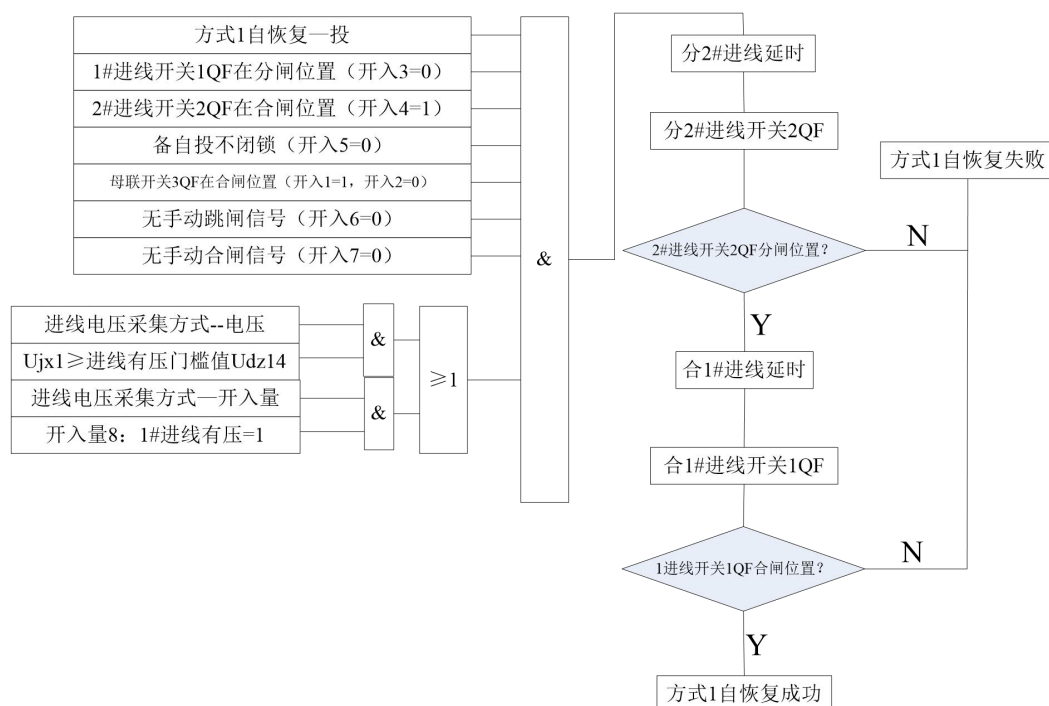 方式1自恢复—投
1#进线开关1QF在分闸位置（开入3=0）
2#进线开关2QF在合闸位置（开入4=1）
备自投不闭锁（开入5=0）
母联开关3QF在合闸位置（开入1=1，开入2=0）
无手动跳闸信号（开入6=0）
无手动合闸信号（开入7=0）
&
进线电压采集方式--电压
Ujx1≥进线有压门槛值Udz14
进线电压采集方式—开入量
开入量8：1#进线有压=1
&
&
≥1
分2#进线延时
分2#进线开关2QF
方式1自恢复失败
2#进线开关2QF分闸位置？
N
Y
合1#进线延时
合1#进线开关1QF
1进线开关1QF合闸位置？
N
Y
方式1自恢复成功